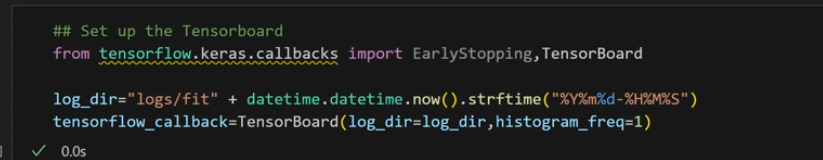 ## Set up the Tensorboard
from tensorflow.keras.callbacks import EarlyStopping,TensorBoard
log_dir="logs/fit" + datetime.datetime.now().strftime("%Y%m%d-%H%M%S")
tensorflow_callback=TensorBoard(log_dir=log_dir,histogram_freq=1)
✓ 0.0s